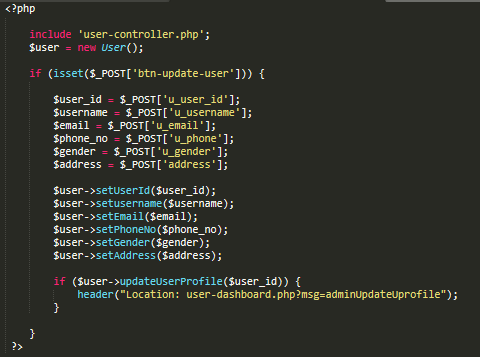 <?php
include 'user-controller.php';
$user = new User();
if (isset($_POST['btn-update-user'])) {
$user_id = $_POST['u_user_id'];
$username = $_POST['u_username'];
$email = $_POST['u_email'];
$phone_no = $_POST['u_phone'];
$gender = $_POST['u_gender'];
$address = $_POST['address'];
$user->setUserId($user_id);
$user->setusername($username);
$user->setEmail($email);
$user->setPhoneNo($phone_no);
$user->setGender($gender);
$user->setAddress($address);
if ($user->updateUserProfile($user_id)) {
header("Location: user-dashboard.php?msg=adminUpdateUprofile");
}
}
?>